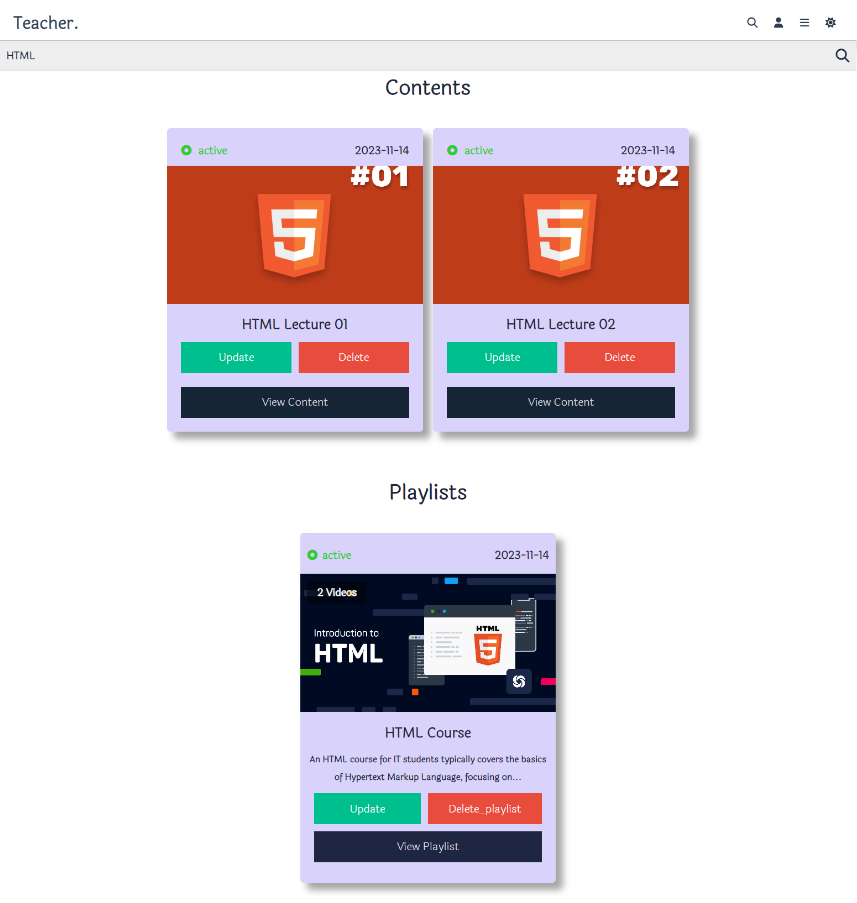 Teacher.
HTML
Contents
active 2023-11-14
#01
HTML Lecture 01
Update Delete
View Content
active 2023-11-14
#02
HTML Lecture 02
Update Delete
View Content
Playlists
active 2023-11-14
2 Videos
Introduction to
HTML
HTML
HTML Course
An HTML course for IT students typically covers the basics
of Hypertext Markup Language, focusing on...
Update Delete_playlist
View Playlist